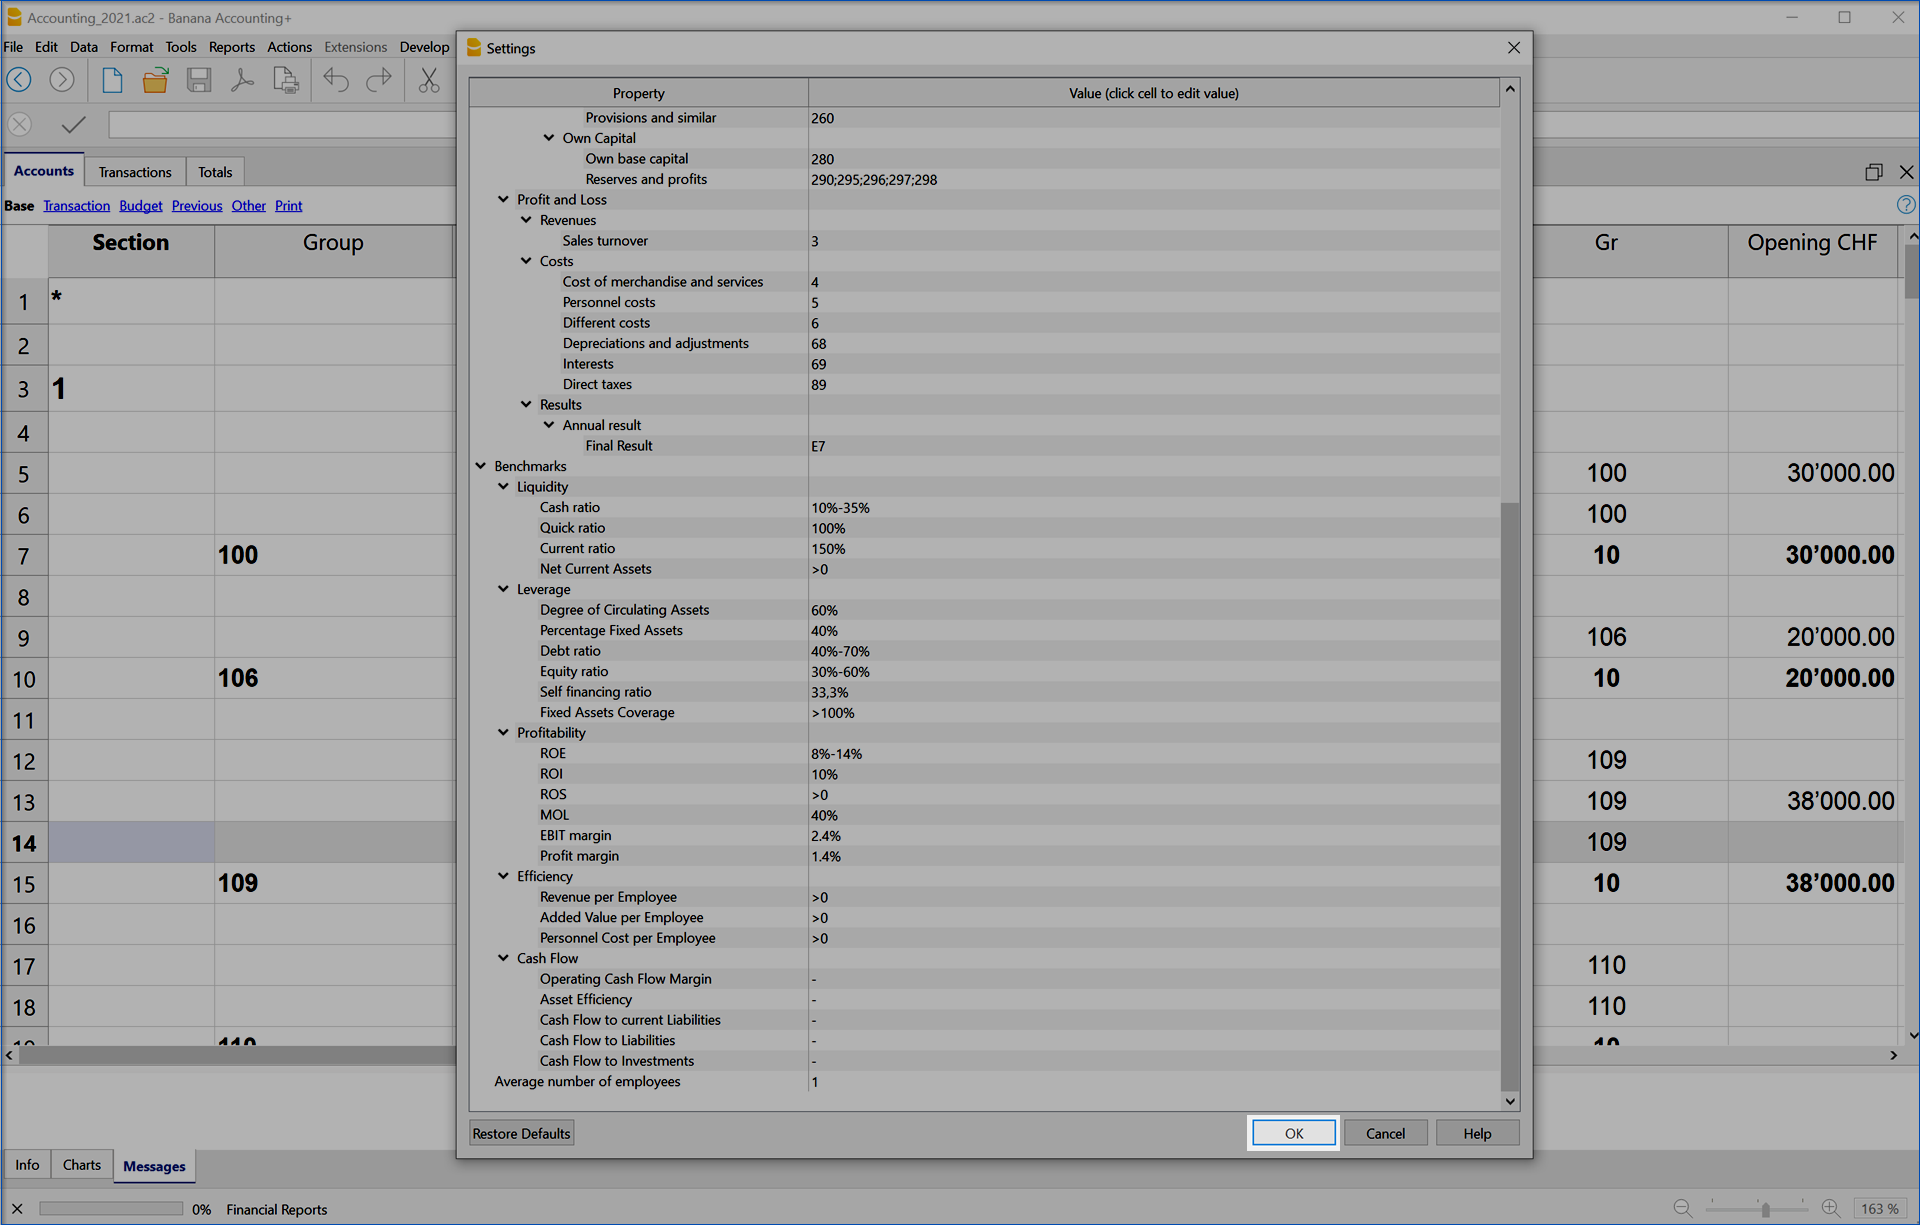 Accounting_2021.ac2 - Banana Accounting+
File Edit Data Format Tools Reports Actions Extensions Develop
Accounts Transactions Totals
Base Transaction Budget Previous Other Print
Section Group Gr Opening CHF
1 *
2
3 1
4
5 100 30’000.00
6 100
7 100 10 30’000.00
8
9 106 20’000.00
10 106 10 20’000.00
11
12 109
13 109 38’000.00
14 109
15 109 10 38’000.00
16
17 110
18 110
19 110 10
Settings
Property Value (click cell to edit value)
Provisions and similar 260
Own Capital
Own base capital 280
Reserves and profits 290;295;296;297;298
Profit and Loss
Revenues
Sales turnover 3
Costs
Cost of merchandise and services 4
Personnel costs 5
Different costs 6
Depreciations and adjustments 68
Interests 69
Direct taxes 89
Results
Annual result
Final Result E7
Benchmarks
Liquidity
Cash ratio 10%-35%
Quick ratio 100%
Current ratio 150%
Net Current Assets >0
Leverage
Degree of Circulating Assets 60%
Percentage Fixed Assets 40%
Debt ratio 40%-70%
Equity ratio 30%-60%
Self financing ratio 33,3%
Fixed Assets Coverage >100%
Profitability
ROE 8%-14%
ROI 10%
ROS >0
MOL 40%
EBIT margin 2.4%
Profit margin 1.4%
Efficiency
Revenue per Employee >0
Added Value per Employee >0
Personnel Cost per Employee >0
Cash Flow
Operating Cash Flow Margin -
Asset Efficiency -
Cash Flow to current Liabilities -
Cash Flow to Liabilities -
Cash Flow to Investments -
Average number of employees 1
Restore Defaults OK Cancel Help
Info Charts Messages
0% Financial Reports 163 %